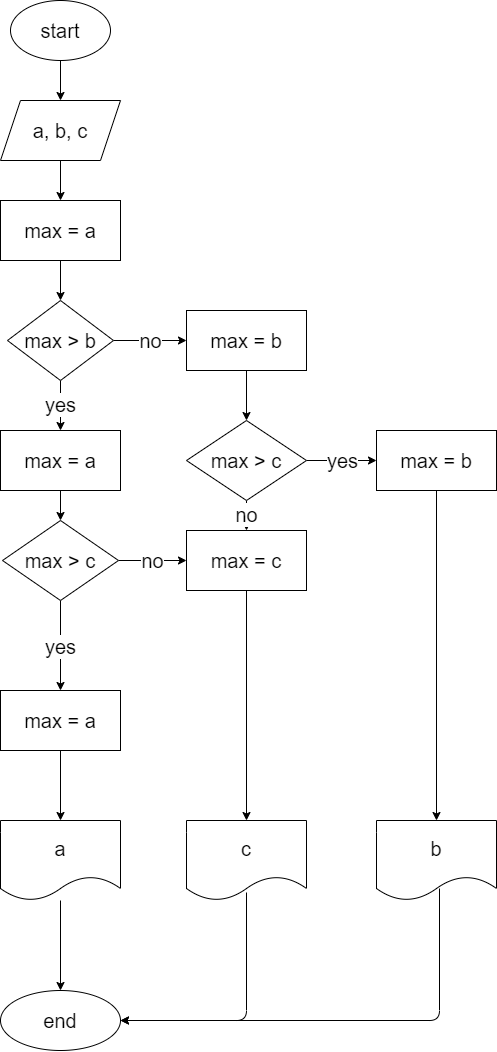 start
a, b, c
max = a
max > b
no
max = b
yes
max = a
max > c
yes
max = b
no
max > c
no
max = c
yes
max = a
a
c
b
end